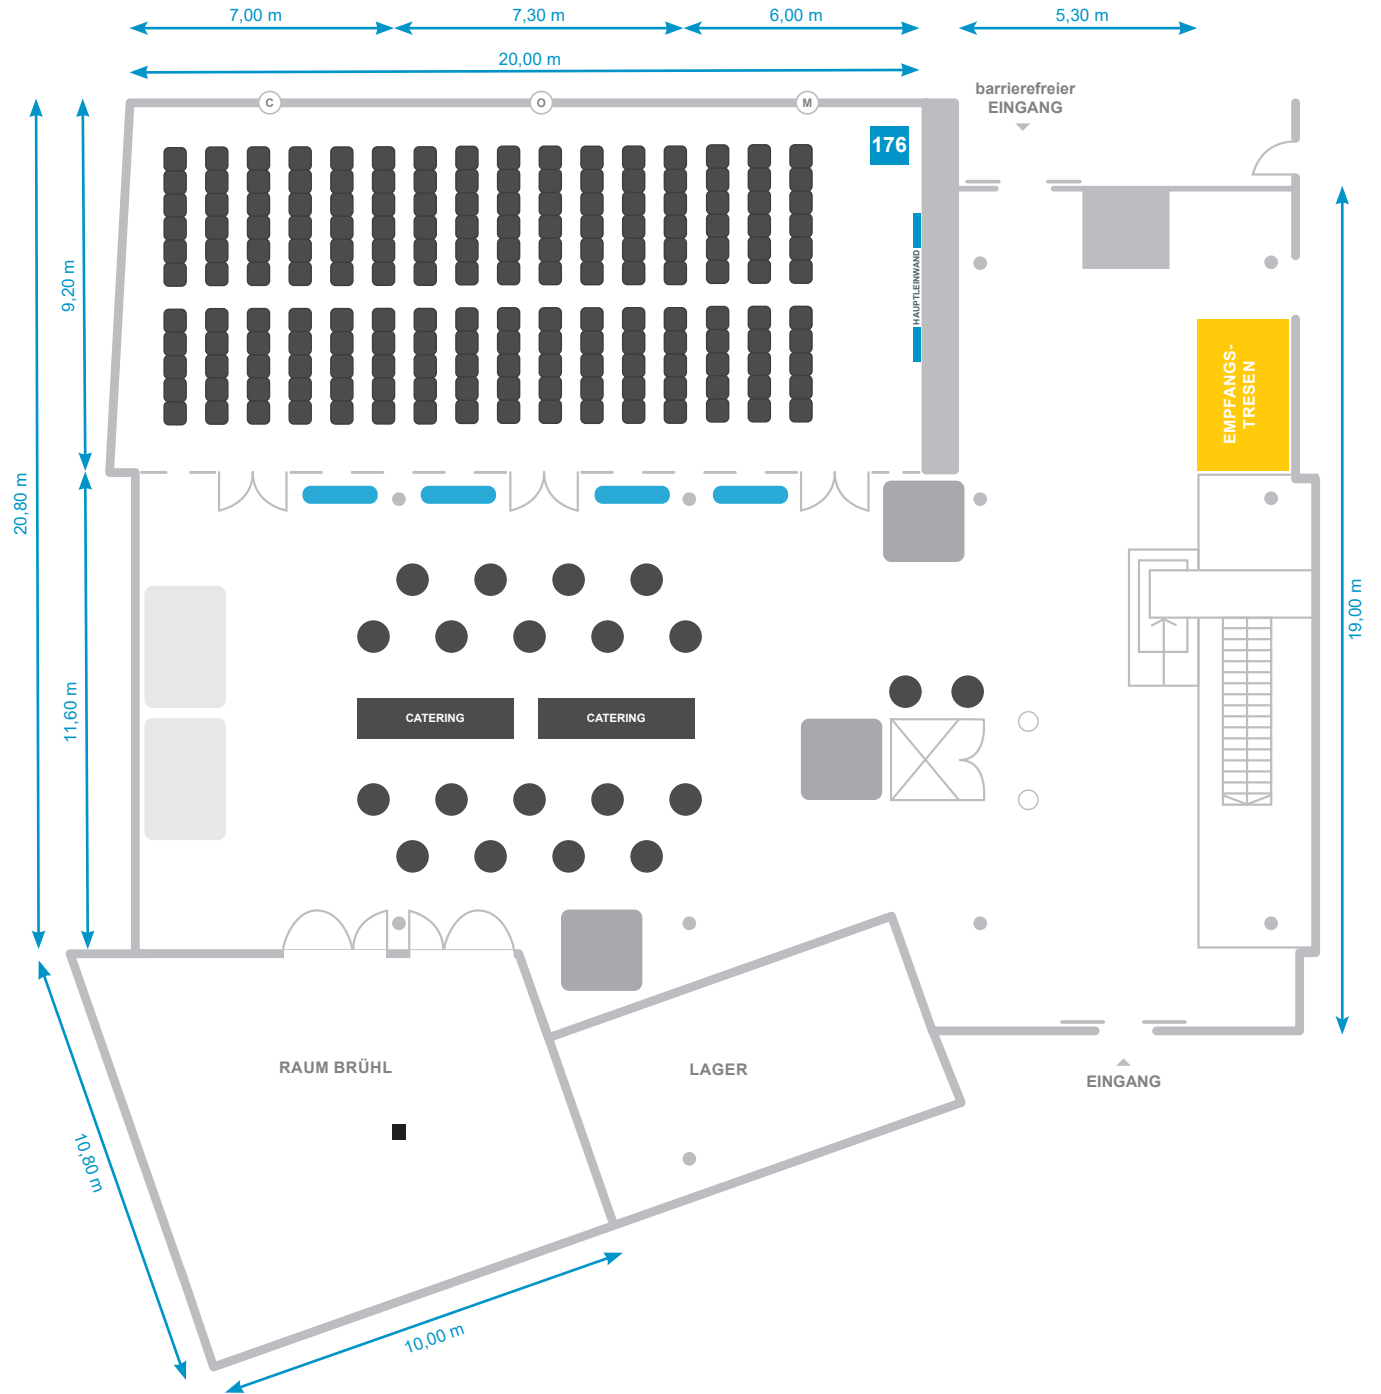 7,00 m
7,30 m
6,00 m
5,30 m
20,00 m
barrierefreier
EINGANG
C
O
M
176
HAUPTLEINWAND
9,20 m
EMPFANGS-
TRESEN
20,80 m
11,60 m
19,00 m
CATERING
CATERING
RAUM BRÜHL
LAGER
EINGANG
10,80 m
10,00 m